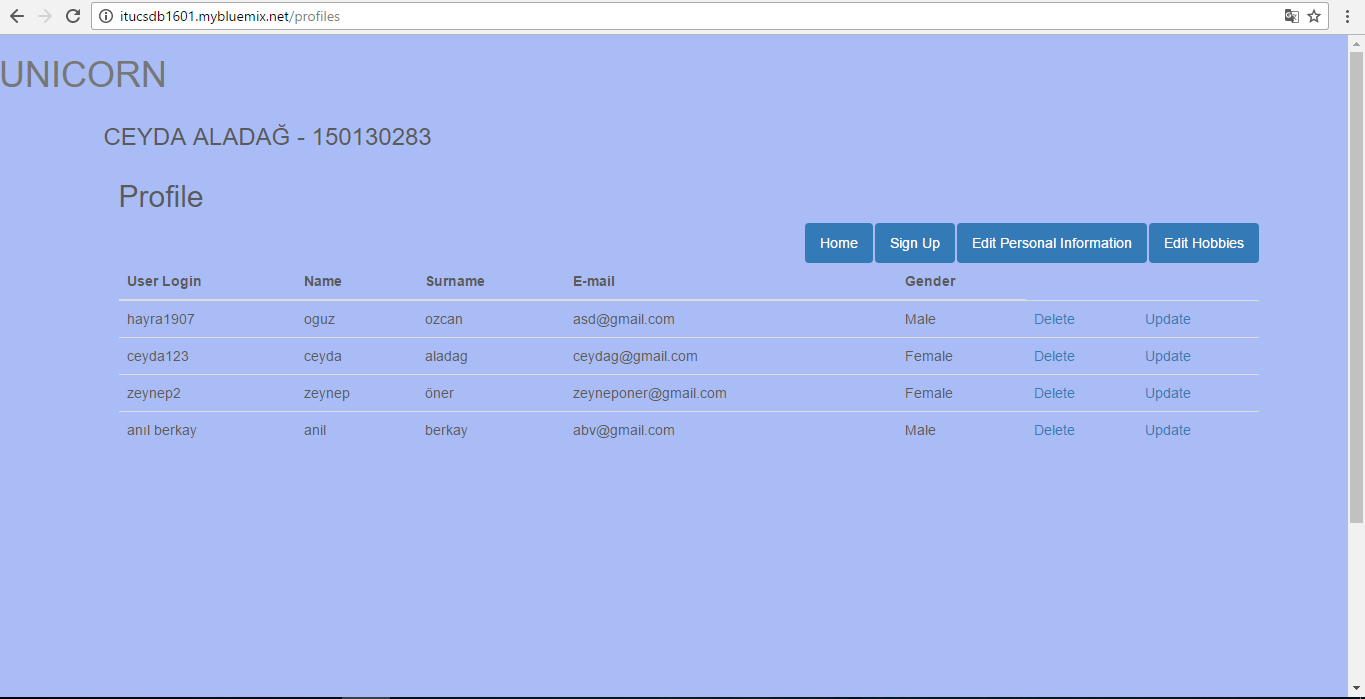 itucsdb1601.mybluemix.net/profiles
UNICORN
CEYDA ALADAĞ - 150130283
Profile
Home Sign Up Edit Personal Information Edit Hobbies
User Login Name Surname E-mail Gender
hayra1907 oguz ozcan asd@gmail.com Male Delete Update
ceyda123 ceyda aladag ceydag@gmail.com Female Delete Update
zeynep2 zeynep öner zeyneponer@gmail.com Female Delete Update
anıl berkay anil berkay abv@gmail.com Male Delete Update